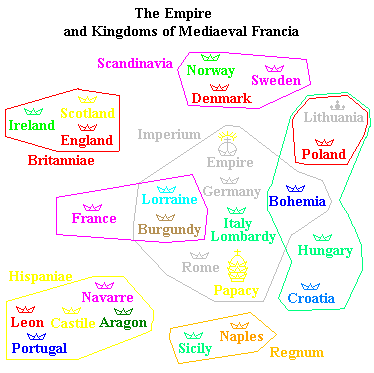 The Empire
and Kingdoms of Mediaeval Francia
Scandinavia
Norway
Sweden
Denmark
Ireland
Scotland
England
Britanniae
Imperium
Empire
Germany
Lithuania
Poland
France
Lorraine
Burgundy
Italy
Lombardy
Bohemia
Rome
Papacy
Hungary
Croatia
Hispaniae
Navarre
Leon
Castile
Aragon
Portugal
Sicily
Naples
Regnum